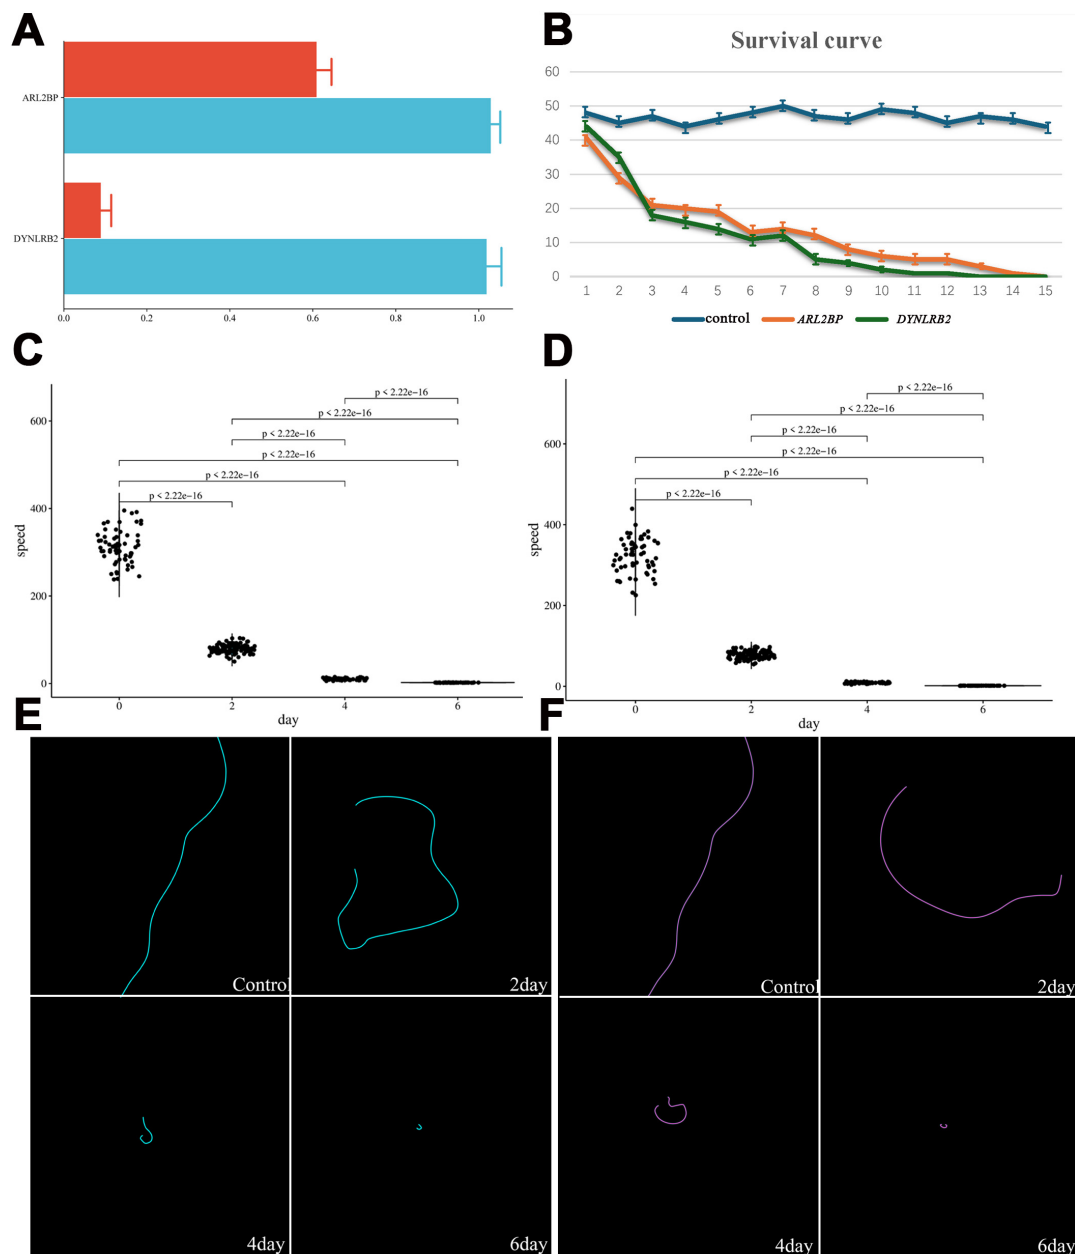 A
ARL2BP
DYNLRB2
0.0 0.2 0.4 0.6 0.8 1.0
B
Survival curve
60
50
40
30
20
10
0
1 2 3 4 5 6 7 8 9 10 11 12 13 14 15
control ARL2BP DYNLRB2
C
p < 2.22e−16
p < 2.22e−16
p < 2.22e−16
p < 2.22e−16
p < 2.22e−16
p < 2.22e−16
600
400
200
0
speed
0 2 4 6
day
D
p < 2.22e−16
p < 2.22e−16
p < 2.22e−16
p < 2.22e−16
p < 2.22e−16
p < 2.22e−16
600
400
200
0
speed
0 2 4 6
day
E
Control
2day
4day
6day
F
Control
2day
4day
6day